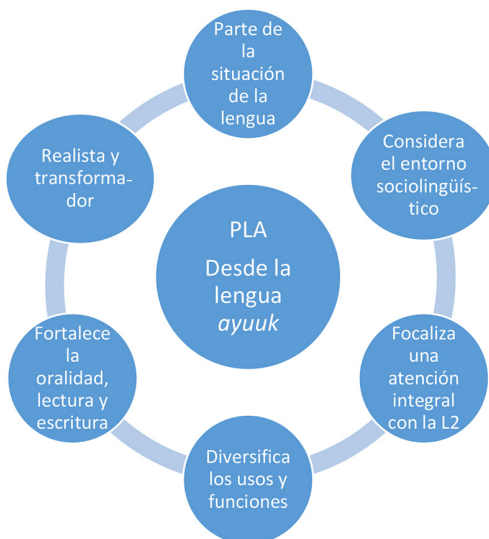 Parte de
la
situación
de la
lengua
Considera
el entorno
sociolingüís-
tico
Focaliza
una
atención
integral
con la L2
Diversifica
los usos y
funciones
Fortalece
la
oralidad,
lectura y
escritura
Realista y
transforma-
dor
PLA
Desde la
lengua
ayuuk